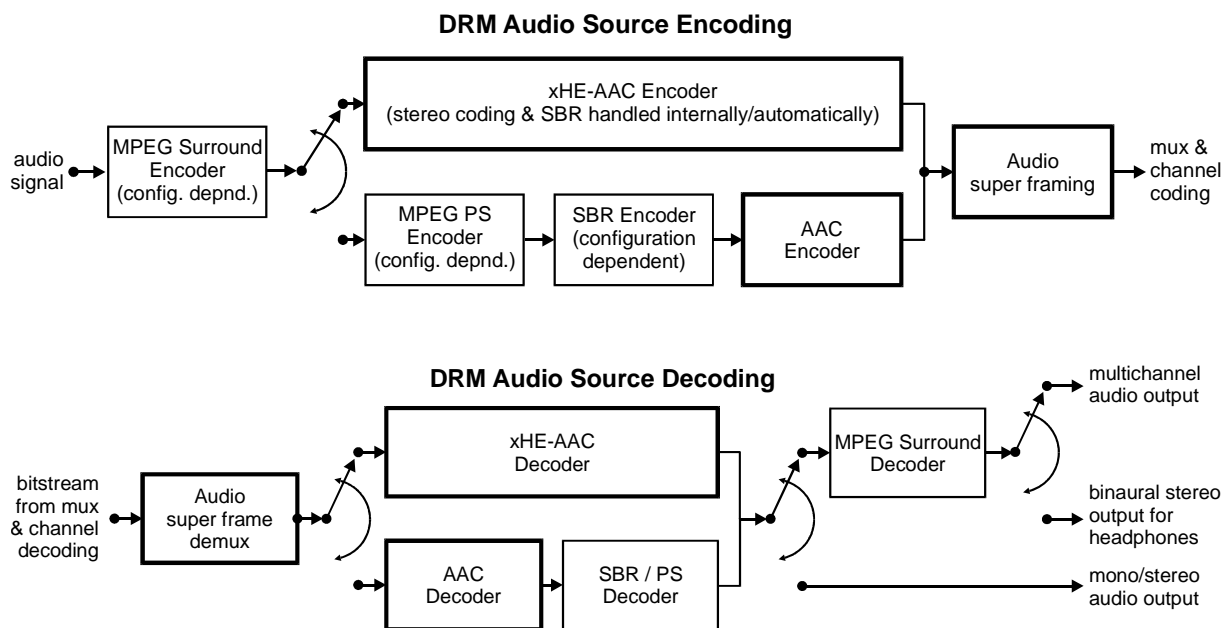 DRM Audio Source Encoding
audio
signal
MPEG Surround
Encoder
(config. depnd.)
xHE-AAC Encoder
(stereo coding & SBR handled internally/automatically)
MPEG PS
Encoder
(config. depnd.)
SBR Encoder
(configuration
dependent)
AAC
Encoder
Audio
super framing
mux &
channel
coding
DRM Audio Source Decoding
bitstream
from mux
& channel
decoding
Audio
super frame
demux
xHE-AAC
Decoder
AAC
Decoder
SBR / PS
Decoder
MPEG Surround
Decoder
multichannel
audio output
binaural stereo
output for
headphones
mono/stereo
audio output